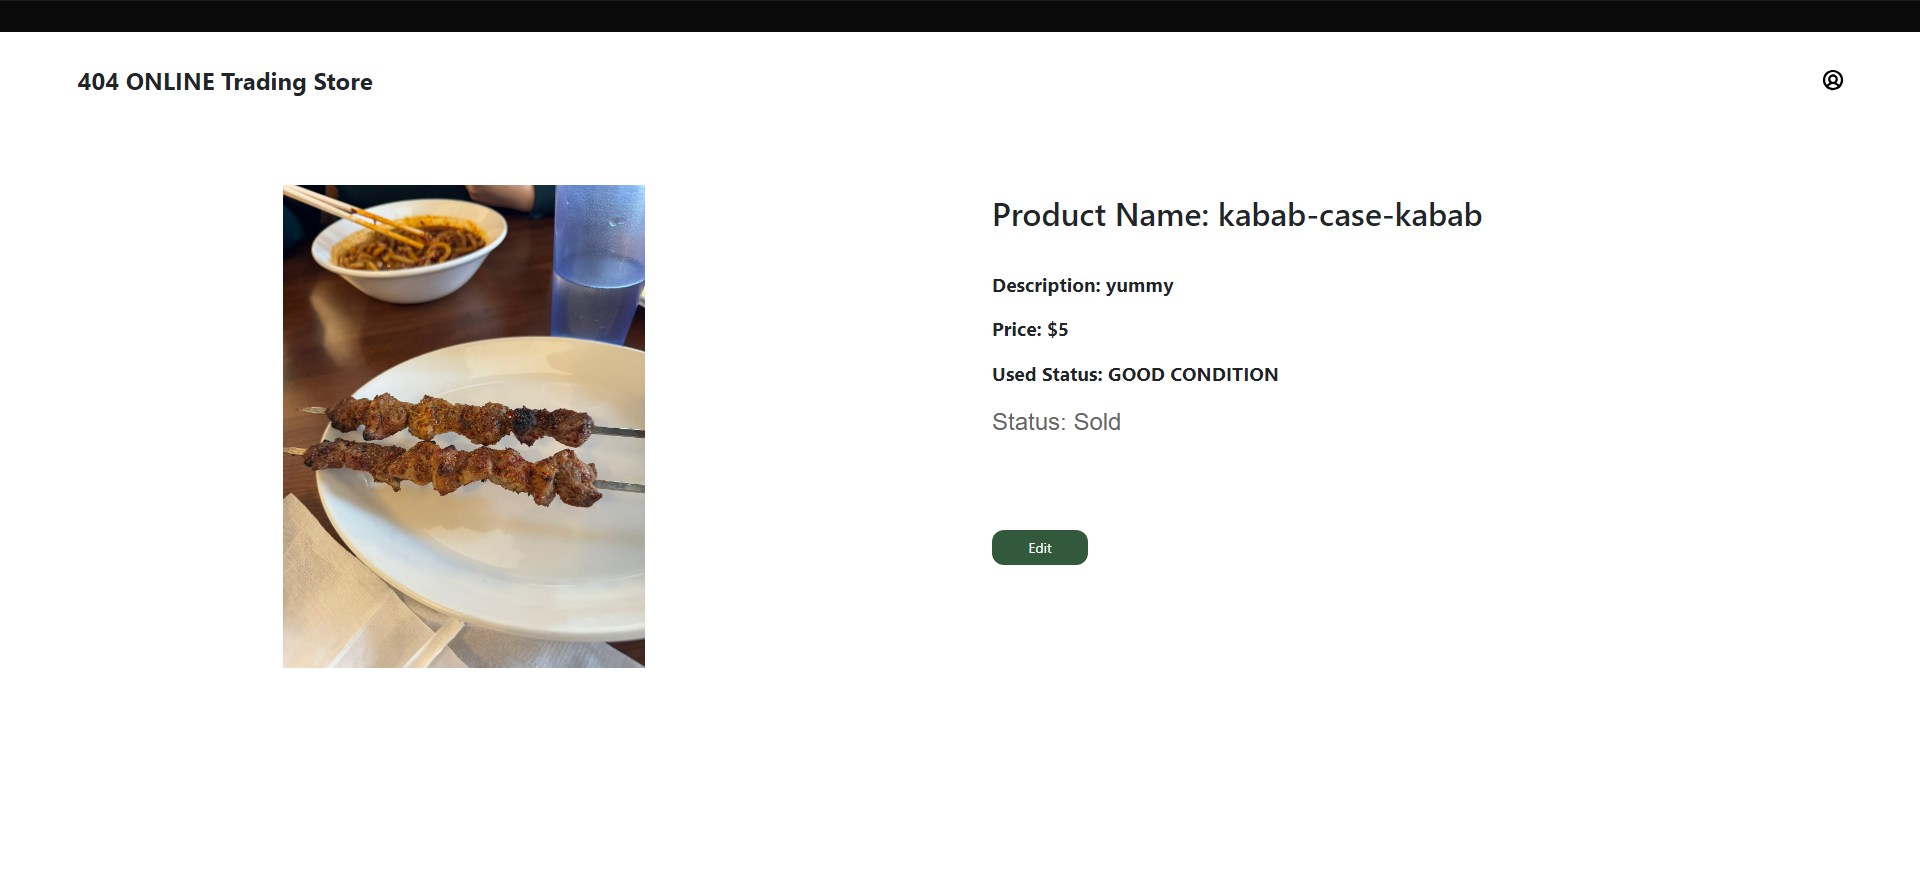 404 ONLINE Trading Store
Product Name: kabab-case-kabab
Description: yummy
Price: $5
Used Status: GOOD CONDITION
Status: Sold
Edit